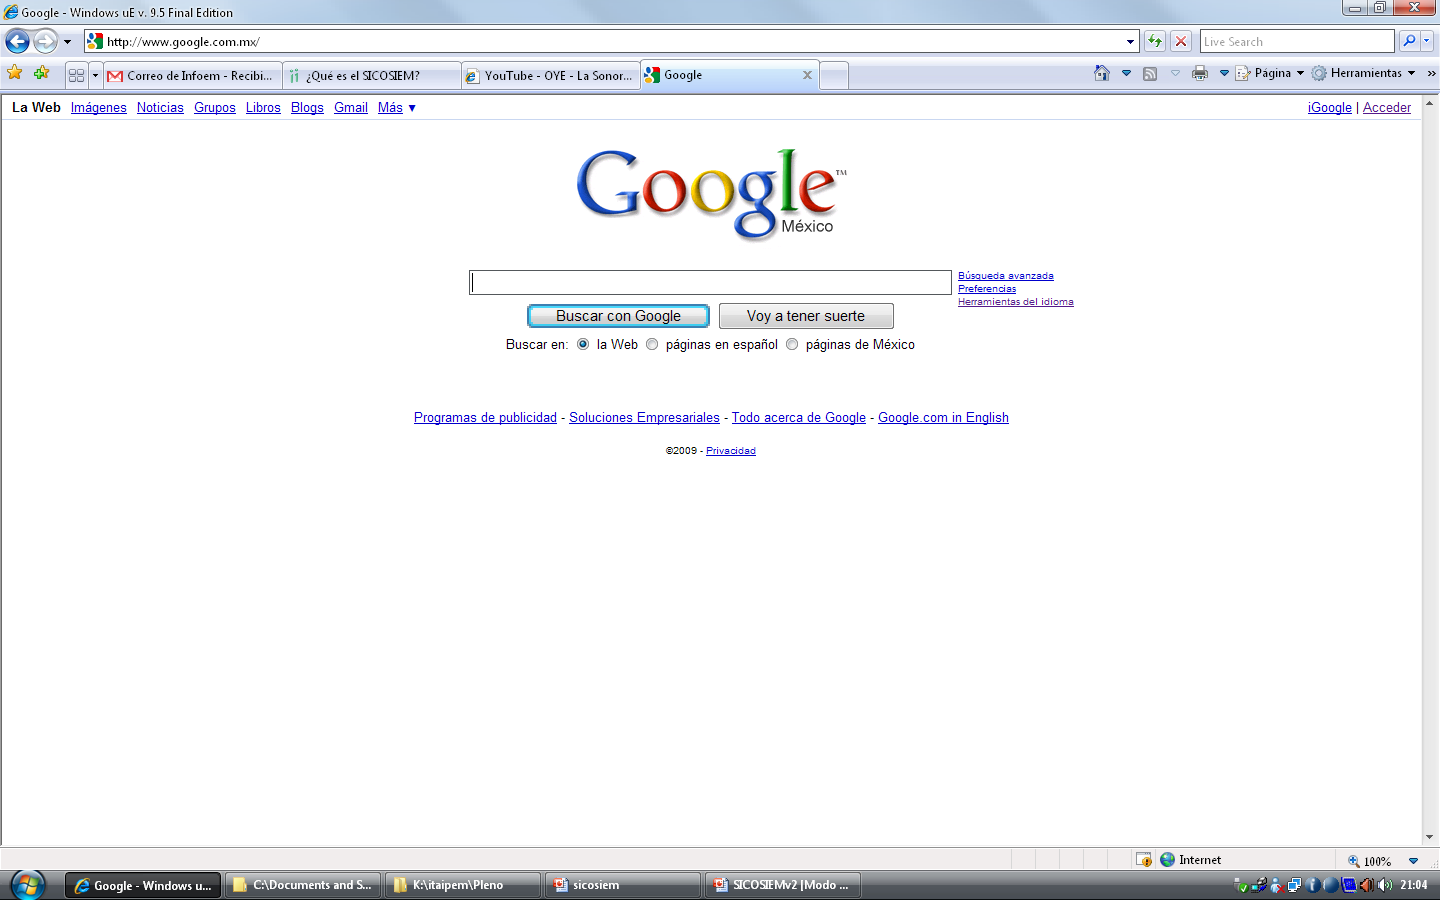 Google - Windows uE v. 9.5 Final Edition
http://www.google.com.mx/
Live Search
Correo de Infoem - Recibi...
¿Qué es el SICOSIEM?
YouTube - OYE - La Sonor...
Google
Página
Herramientas
La Web Imágenes Noticias Grupos Libros Blogs Gmail Más ▼
iGoogle | Acceder
Google™
México
Búsqueda avanzada
Preferencias
Herramientas del idioma
Buscar con Google
Voy a tener suerte
Buscar en: la Web páginas en español páginas de México
Programas de publicidad - Soluciones Empresariales - Todo acerca de Google - Google.com in English
©2009 - Privacidad
Internet
100%
Google - Windows u...
C:\Documents and S...
K:\itaipem\Pleno
sicosiem
SICOSIEMv2 [Modo ...
21:04